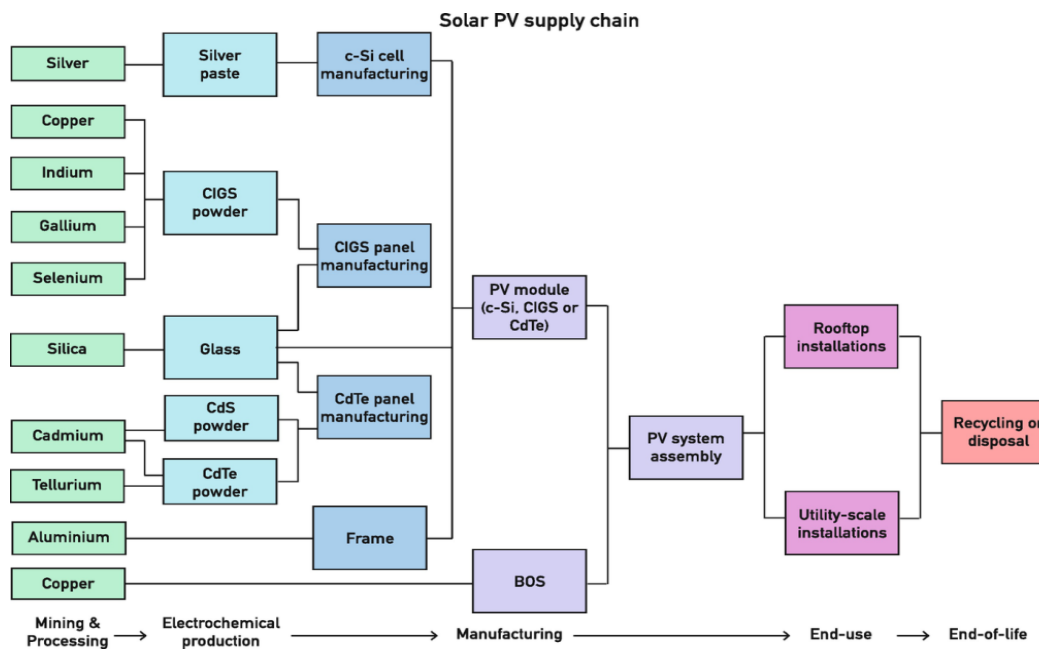 Solar PV supply chain
Silver
Silver
paste
c-Si cell
manufacturing
Copper
Indium
Gallium
Selenium
CIGS
powder
CIGS panel
manufacturing
Silica
Glass
Cadmium
Tellurium
CdS
powder
CdTe
powder
CdTe panel
manufacturing
Aluminium
Frame
Copper
PV module
(c-Si, CIGS or
CdTe)
BOS
PV system
assembly
Rooftop
installations
Utility-scale
installations
Recycling or
disposal
Mining &
Processing
Electrochemical
production
Manufacturing
End-use
End-of-life